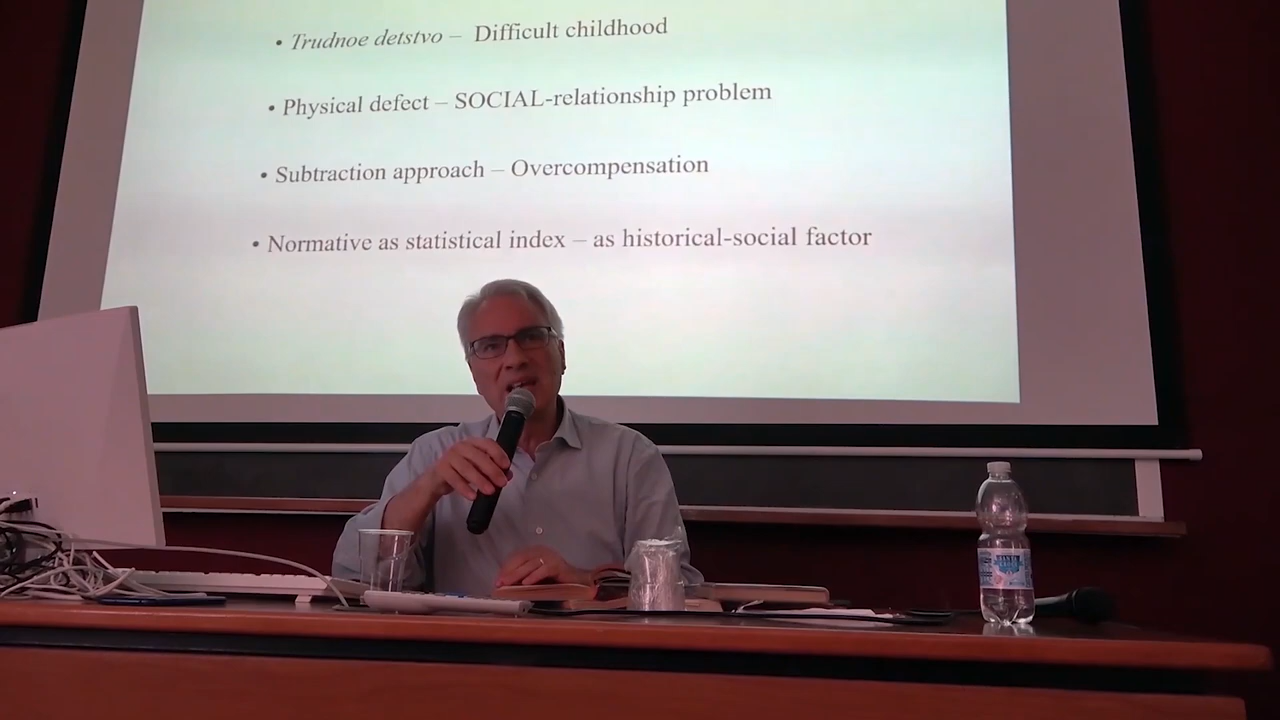 • Trudnoe detstvo – Difficult childhood
• Physical defect – SOCIAL-relationship problem
• Subtraction approach – Overcompensation
• Normative as statistical index – as historical-social factor